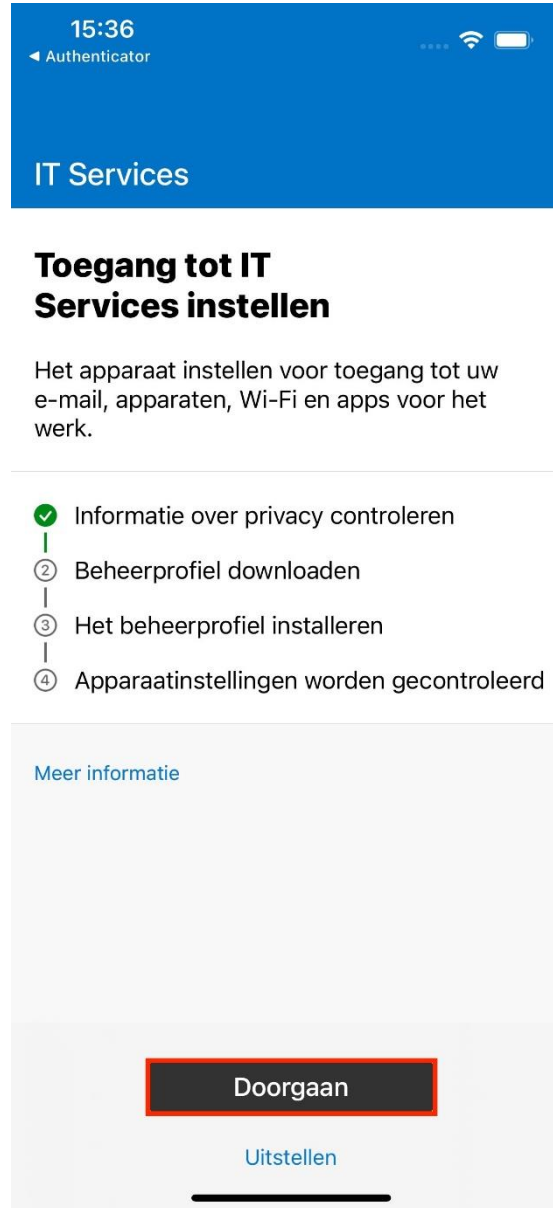 15:36
◀ Authenticator
IT Services
Toegang tot IT
Services instellen
Het apparaat instellen voor toegang tot uw
e-mail, apparaten, Wi-Fi en apps voor het
werk.
Informatie over privacy controleren
2 Beheerprofiel downloaden
3 Het beheerprofiel installeren
4 Apparaatinstellingen worden gecontroleerd
Meer informatie
Doorgaan
Uitstellen